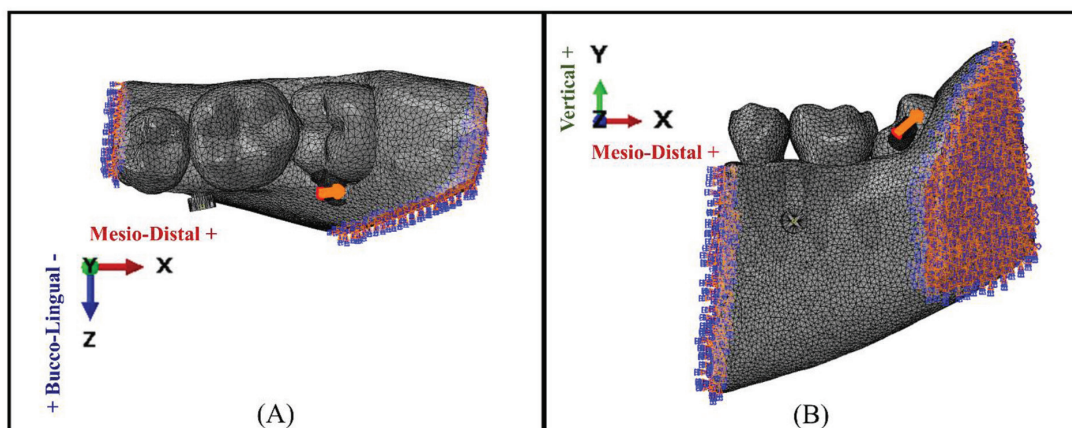 Mesio-Distal +
Y
X
Z
+ Bucco-Lingual -
(A)
Vertical +
Y
Z
X
Mesio-Distal +
(B)